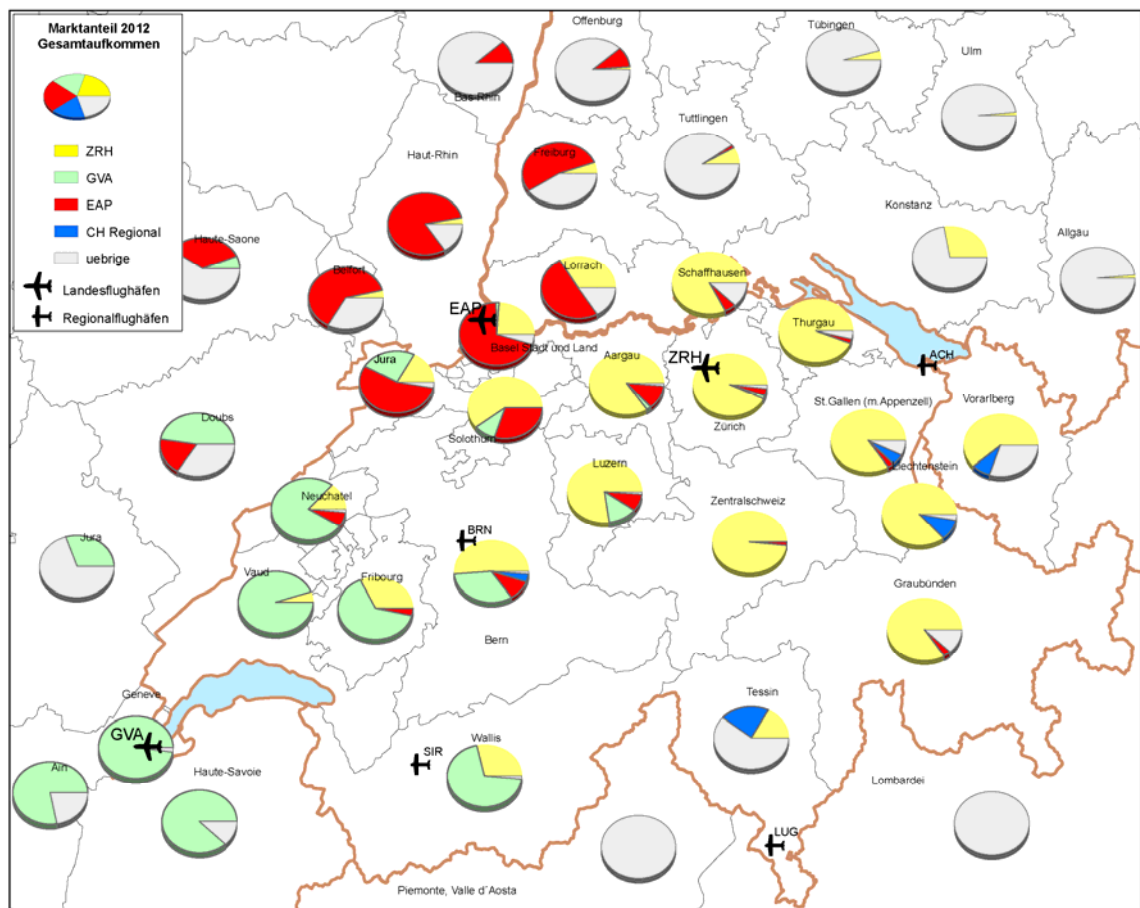 Marktanteil 2012
Gesamtaufkommen
ZRH
GVA
EAP
CH Regional
uebrige
Landesflughäfen
Regionalflughäfen
Offenburg
Tübingen
Ulm
Bas-Rhin
Tuttlingen
Haut-Rhin
Freiburg
Konstanz
Allgäu
Haute-Saone
Belfort
Lörrach
Schaffhausen
EAP
Thurgau
Basel Stadt und Land
Jura
Aargau
ZRH
ACH
Zürich
St.Gallen (m.Appenzell)
Vorarlberg
Doubs
Solothurn
Liechtenstein
Luzern
Neuchatel
Zentralschweiz
BRN
Jura
Vaud
Fribourg
Graubünden
Bern
Geneve
Tessin
GVA
Wallis
SIR
Ain
Haute-Savoie
Lombardei
LUG
Piemonte, Valle d´Aosta